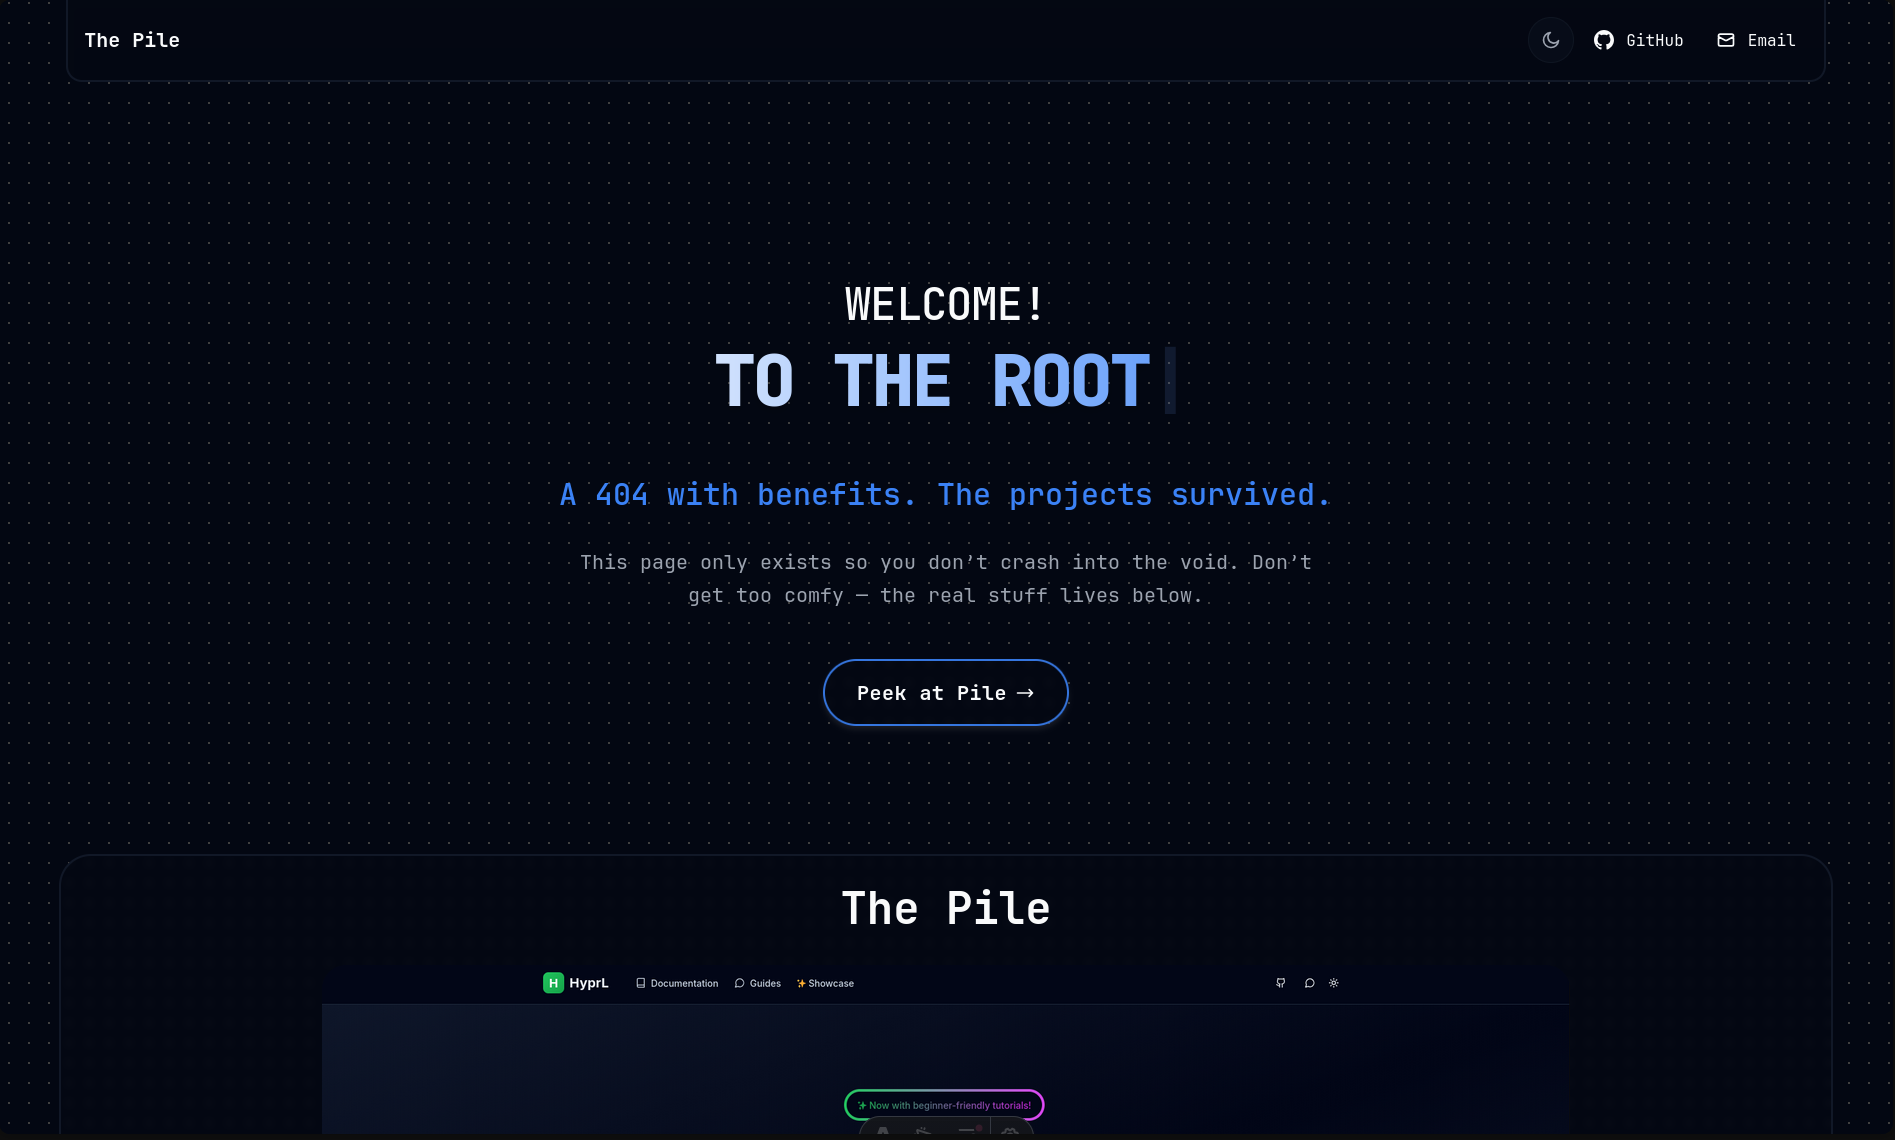 The Pile
GitHub
Email
WELCOME!
TO THE ROOT
A 404 with benefits. The projects survived.
This page only exists so you don’t crash into the void. Don’t
get too comfy — the real stuff lives below.
Peek at Pile →
The Pile
H HyprL
Documentation
Guides
Showcase
Now with beginner-friendly tutorials!